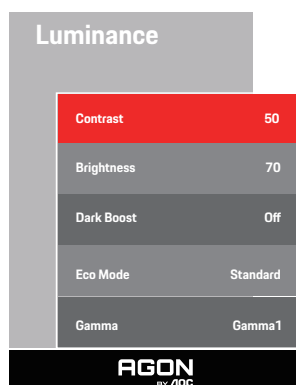 Luminance
Contrast 50
Brightness 70
Dark Boost Off
Eco Mode Standard
Gamma Gamma1
AGON
BY AOC